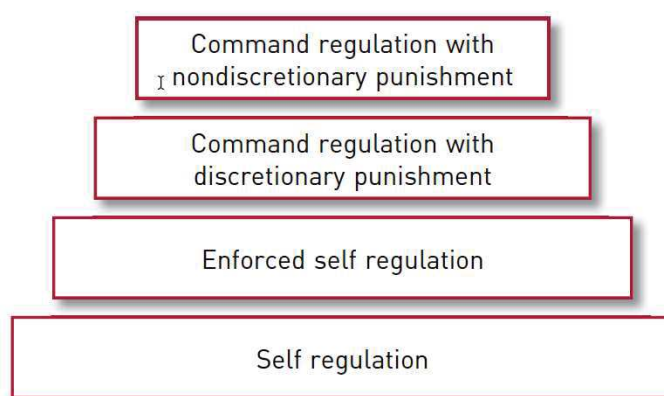 Command regulation with
nondiscretionary punishment
Command regulation with
discretionary punishment
Enforced self regulation
Self regulation